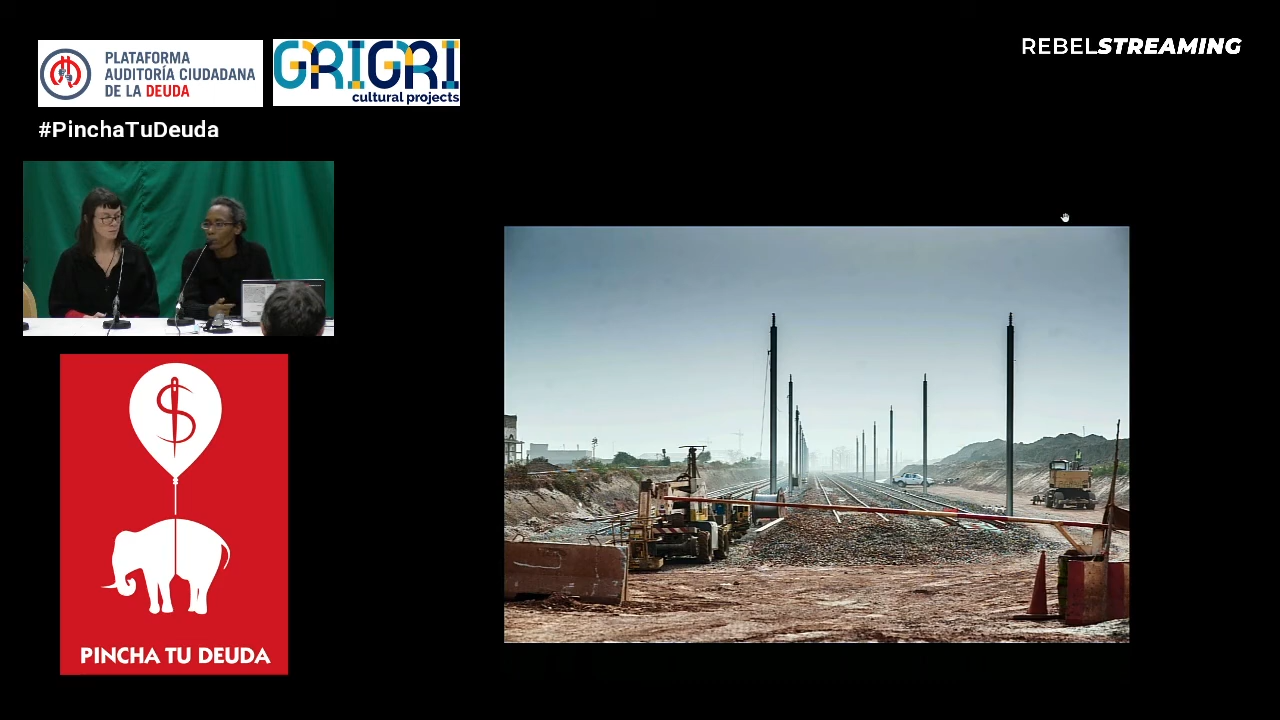 PLATAFORMA
AUDITORÍA CIUDADANA
DE LA DEUDA
GRIGRI
cultural projects
REBELSTREAMING
#PinchaTuDeuda
PINCHA TU DEUDA